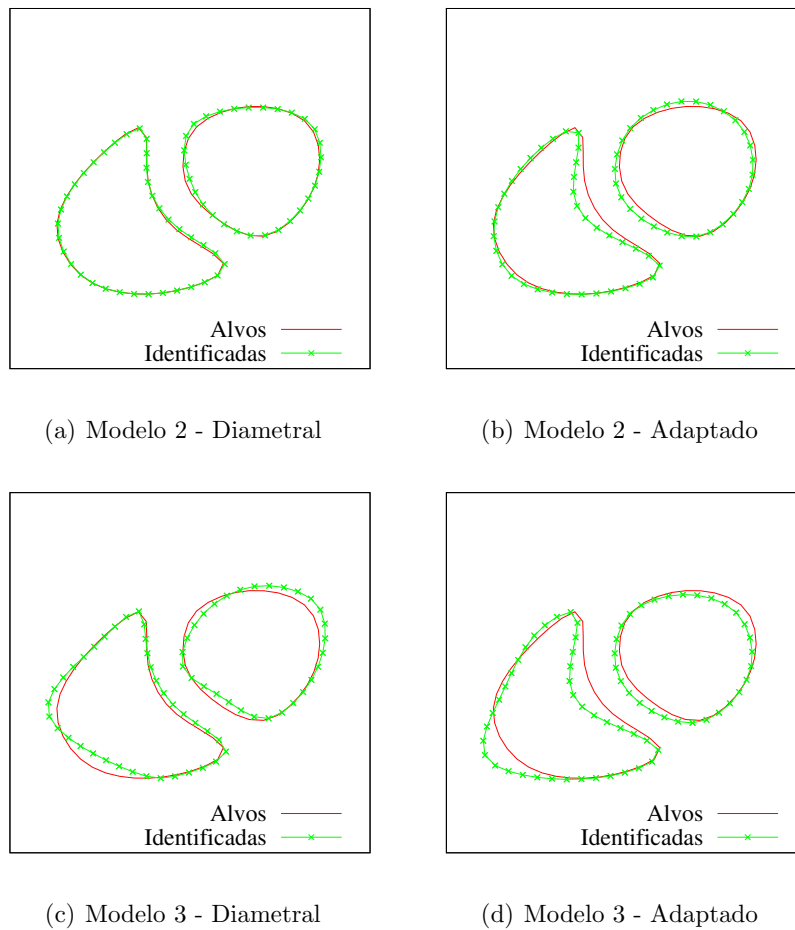 Alvos
Identificadas
Alvos
Identificadas
(a) Modelo 2 - Diametral
(b) Modelo 2 - Adaptado
Alvos
Identificadas
Alvos
Identificadas
(c) Modelo 3 - Diametral
(d) Modelo 3 - Adaptado